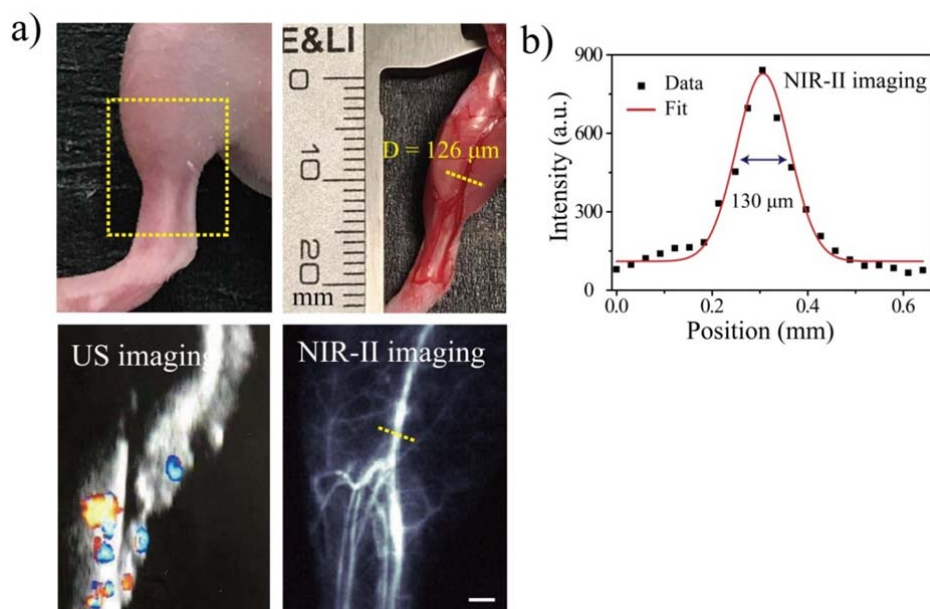 a)
E&LI
0
10
20
mm
D = 126 μm
US imaging
NIR-II imaging
b)
900
600
300
0
Intensity (a.u.)
Data
Fit
NIR-II imaging
130 μm
0.0
0.2
0.4
0.6
Position (mm)